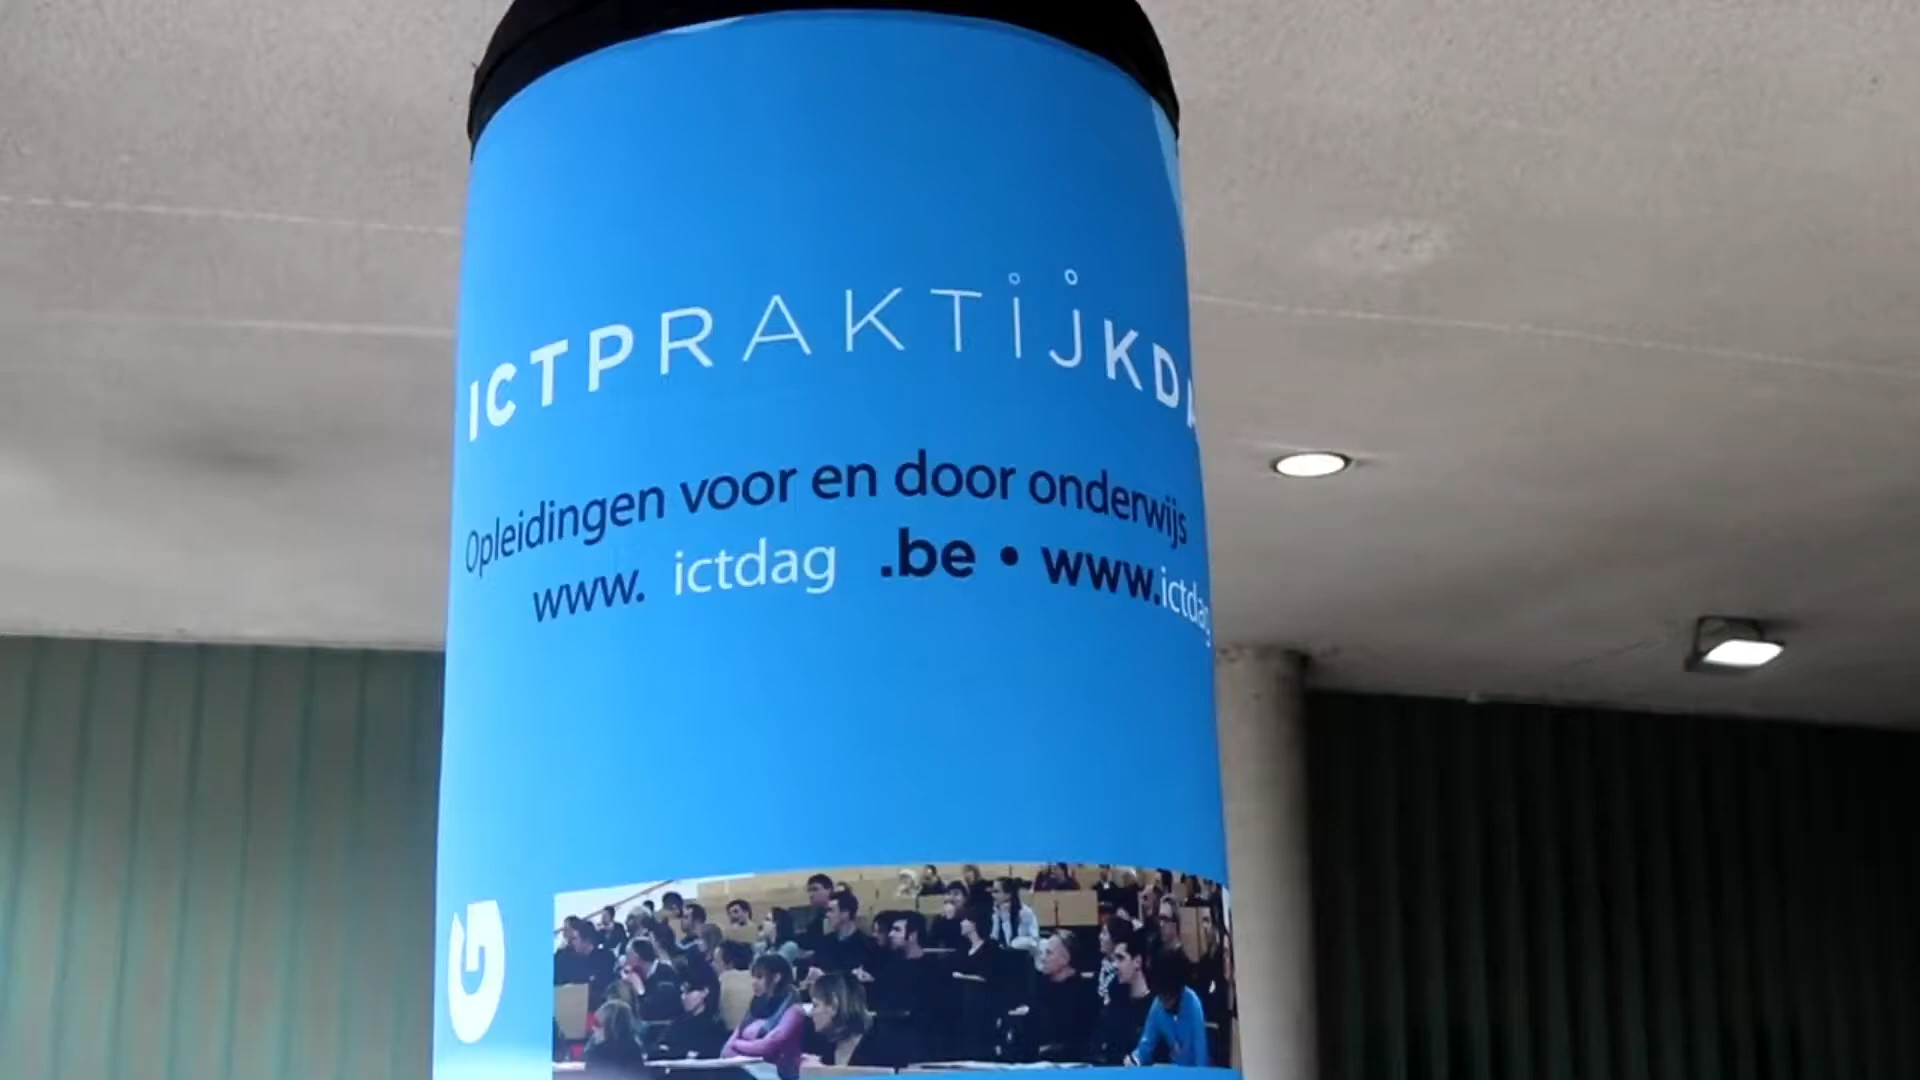 ICTPRAKTIJKDA
Opleidingen voor en door onderwijs
www. ictdag .be • www.ictdag